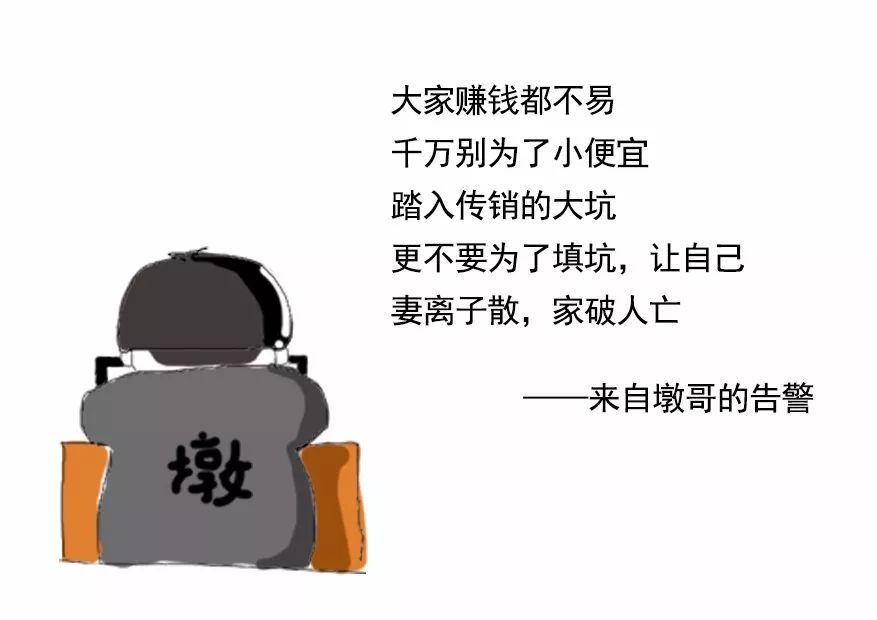 大家赚钱都不易
千万别为了小便宜
踏入传销的大坑
更不要为了填坑，让自己
妻离子散，家破人亡
——来自墩哥的告警
墩